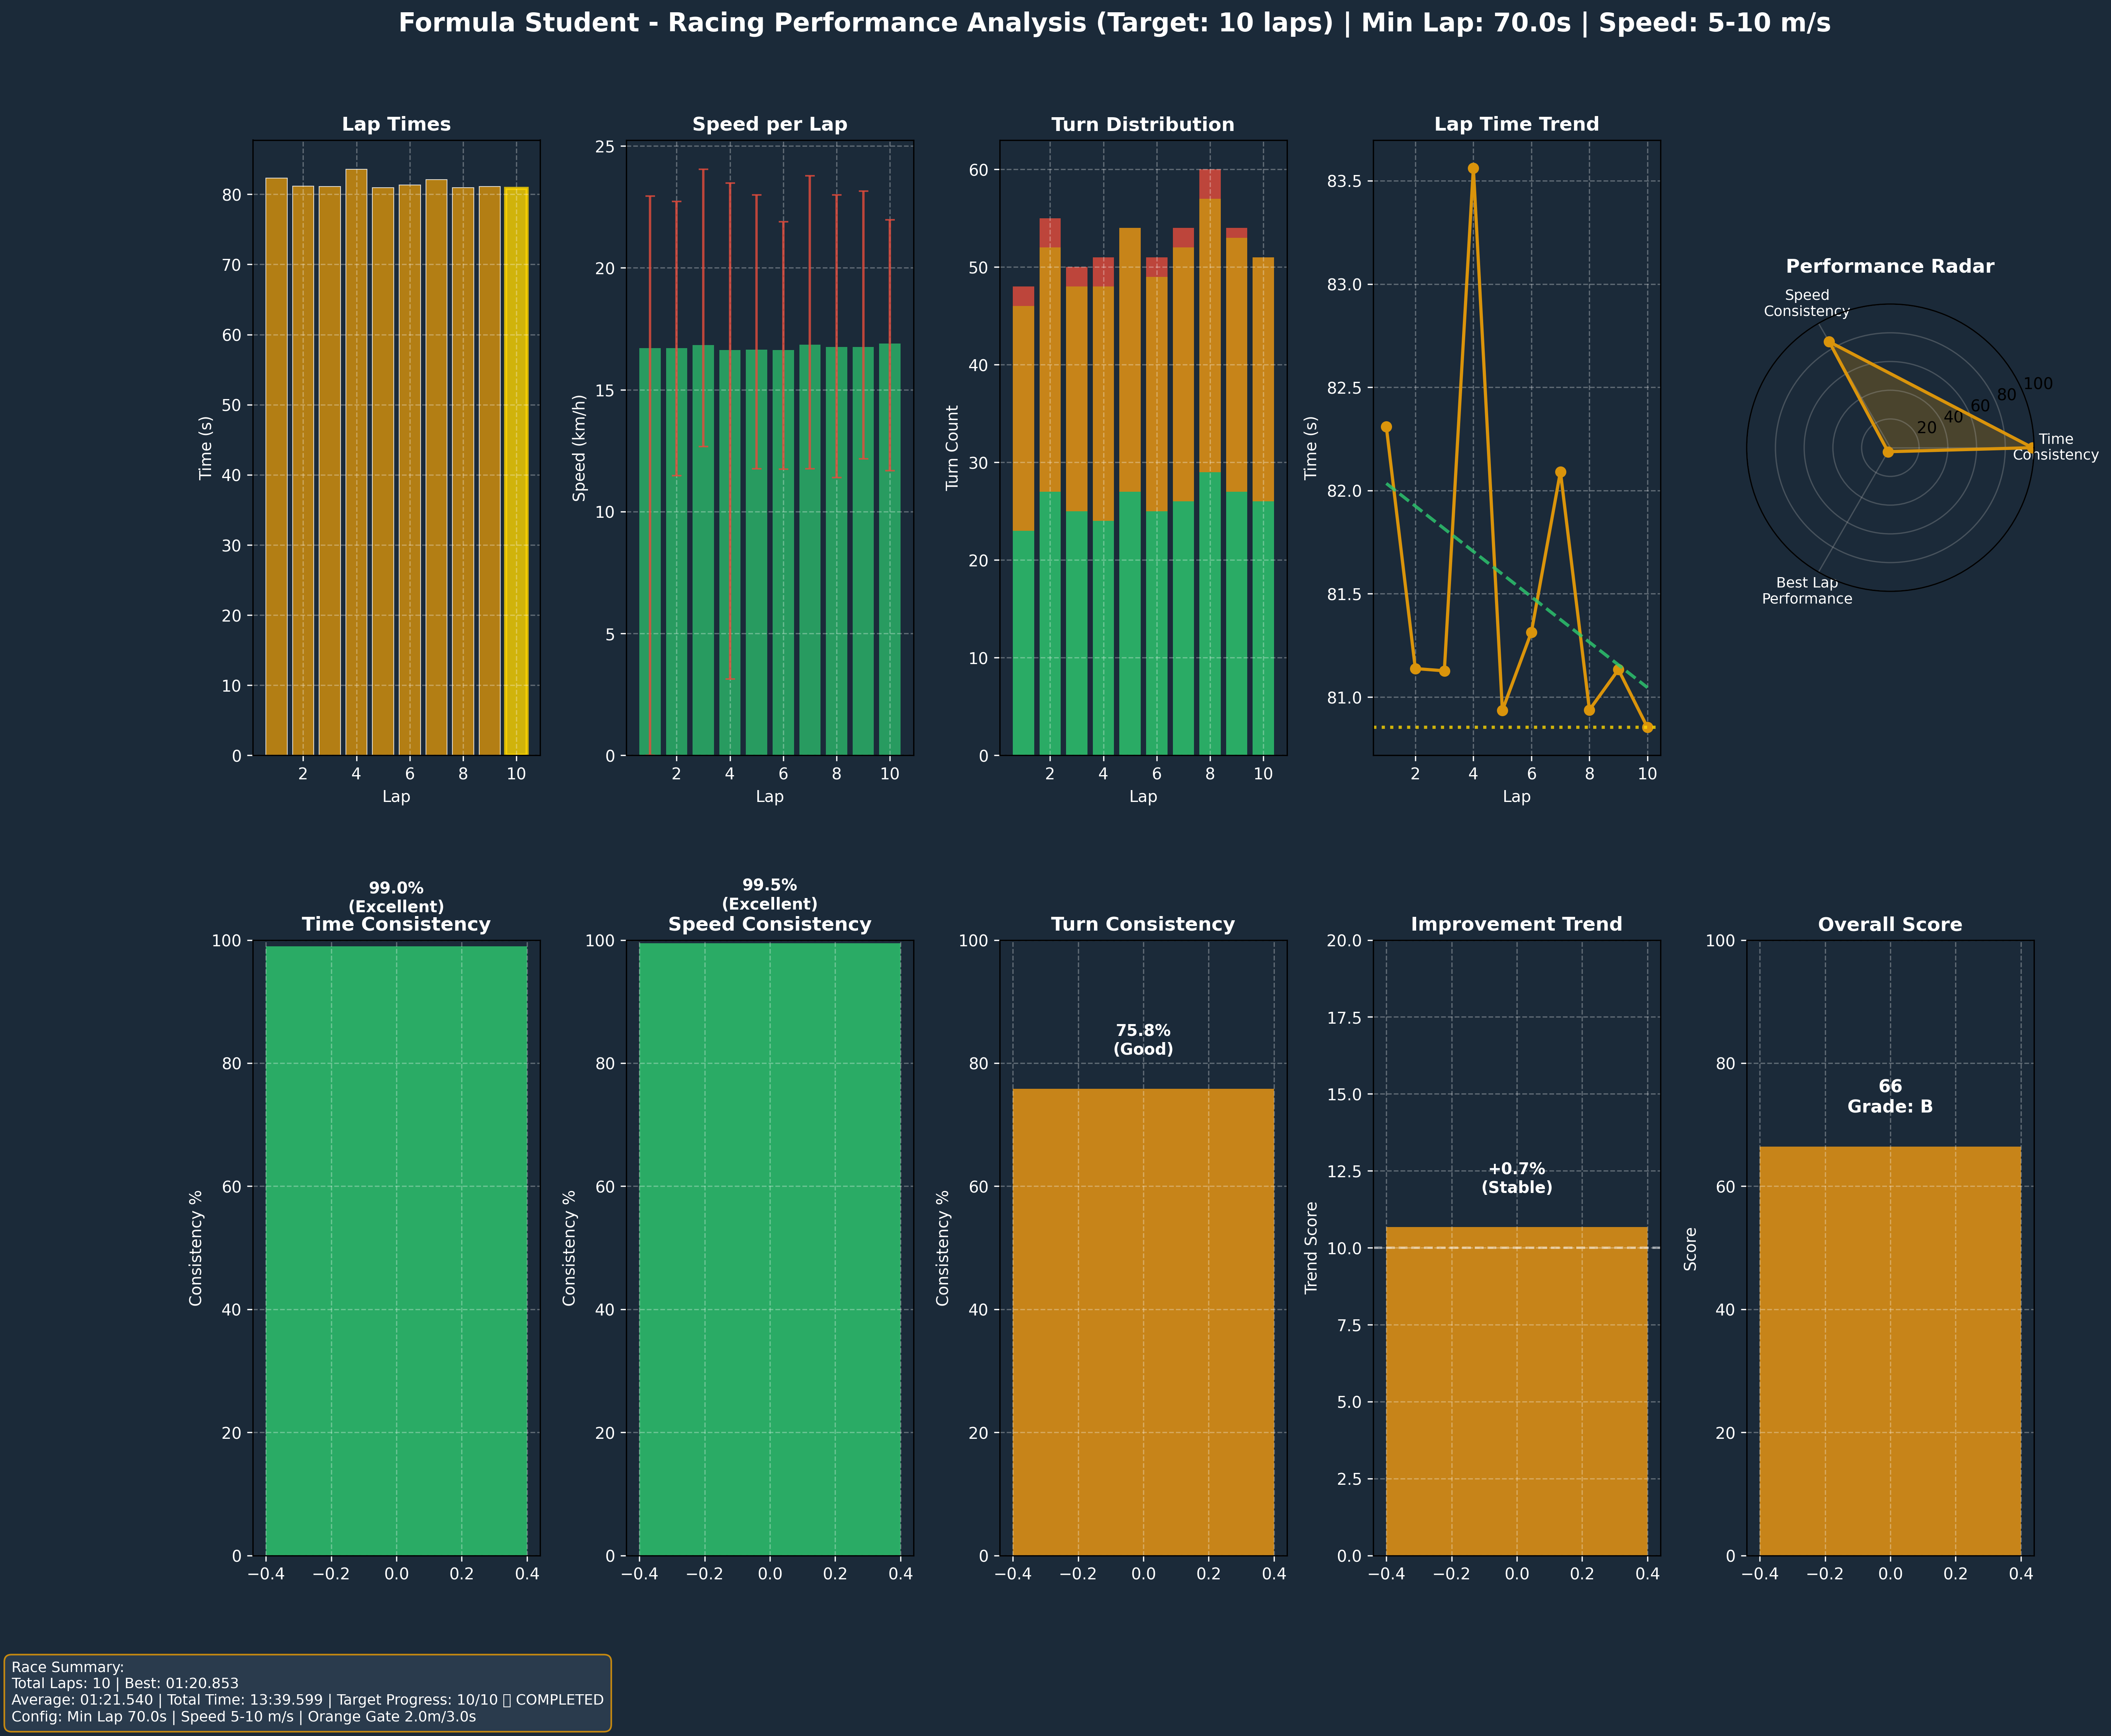 Formula Student - Racing Performance Analysis (Target: 10 laps) | Min Lap: 70.0s | Speed: 5-10 m/s
Lap Times
Time (s)
80
70
60
50
40
30
20
10
0
2 4 6 8 10
Lap
Speed per Lap
Speed (km/h)
25
20
15
10
5
0
2 4 6 8 10
Lap
Turn Distribution
Turn Count
60
50
40
30
20
10
0
2 4 6 8 10
Lap
Lap Time Trend
Time (s)
83.5
83.0
82.5
82.0
81.5
81.0
2 4 6 8 10
Lap
Performance Radar
Speed
Consistency
20 40 60 80 100
Time
Consistency
Best Lap
Performance
99.0%
(Excellent)
Time Consistency
Consistency %
100
80
60
40
20
0
−0.4 −0.2 0.0 0.2 0.4
99.5%
(Excellent)
Speed Consistency
Consistency %
100
80
60
40
20
0
−0.4 −0.2 0.0 0.2 0.4
Turn Consistency
75.8%
(Good)
Consistency %
100
80
60
40
20
0
−0.4 −0.2 0.0 0.2 0.4
Improvement Trend
+0.7%
(Stable)
Trend Score
20.0
17.5
15.0
12.5
10.0
7.5
5.0
2.5
0.0
−0.4 −0.2 0.0 0.2 0.4
Overall Score
66
Grade: B
Score
100
80
60
40
20
0
−0.4 −0.2 0.0 0.2 0.4
Race Summary:
Total Laps: 10 | Best: 01:20.853
Average: 01:21.540 | Total Time: 13:39.599 | Target Progress: 10/10 COMPLETED
Config: Min Lap 70.0s | Speed 5-10 m/s | Orange Gate 2.0m/3.0s